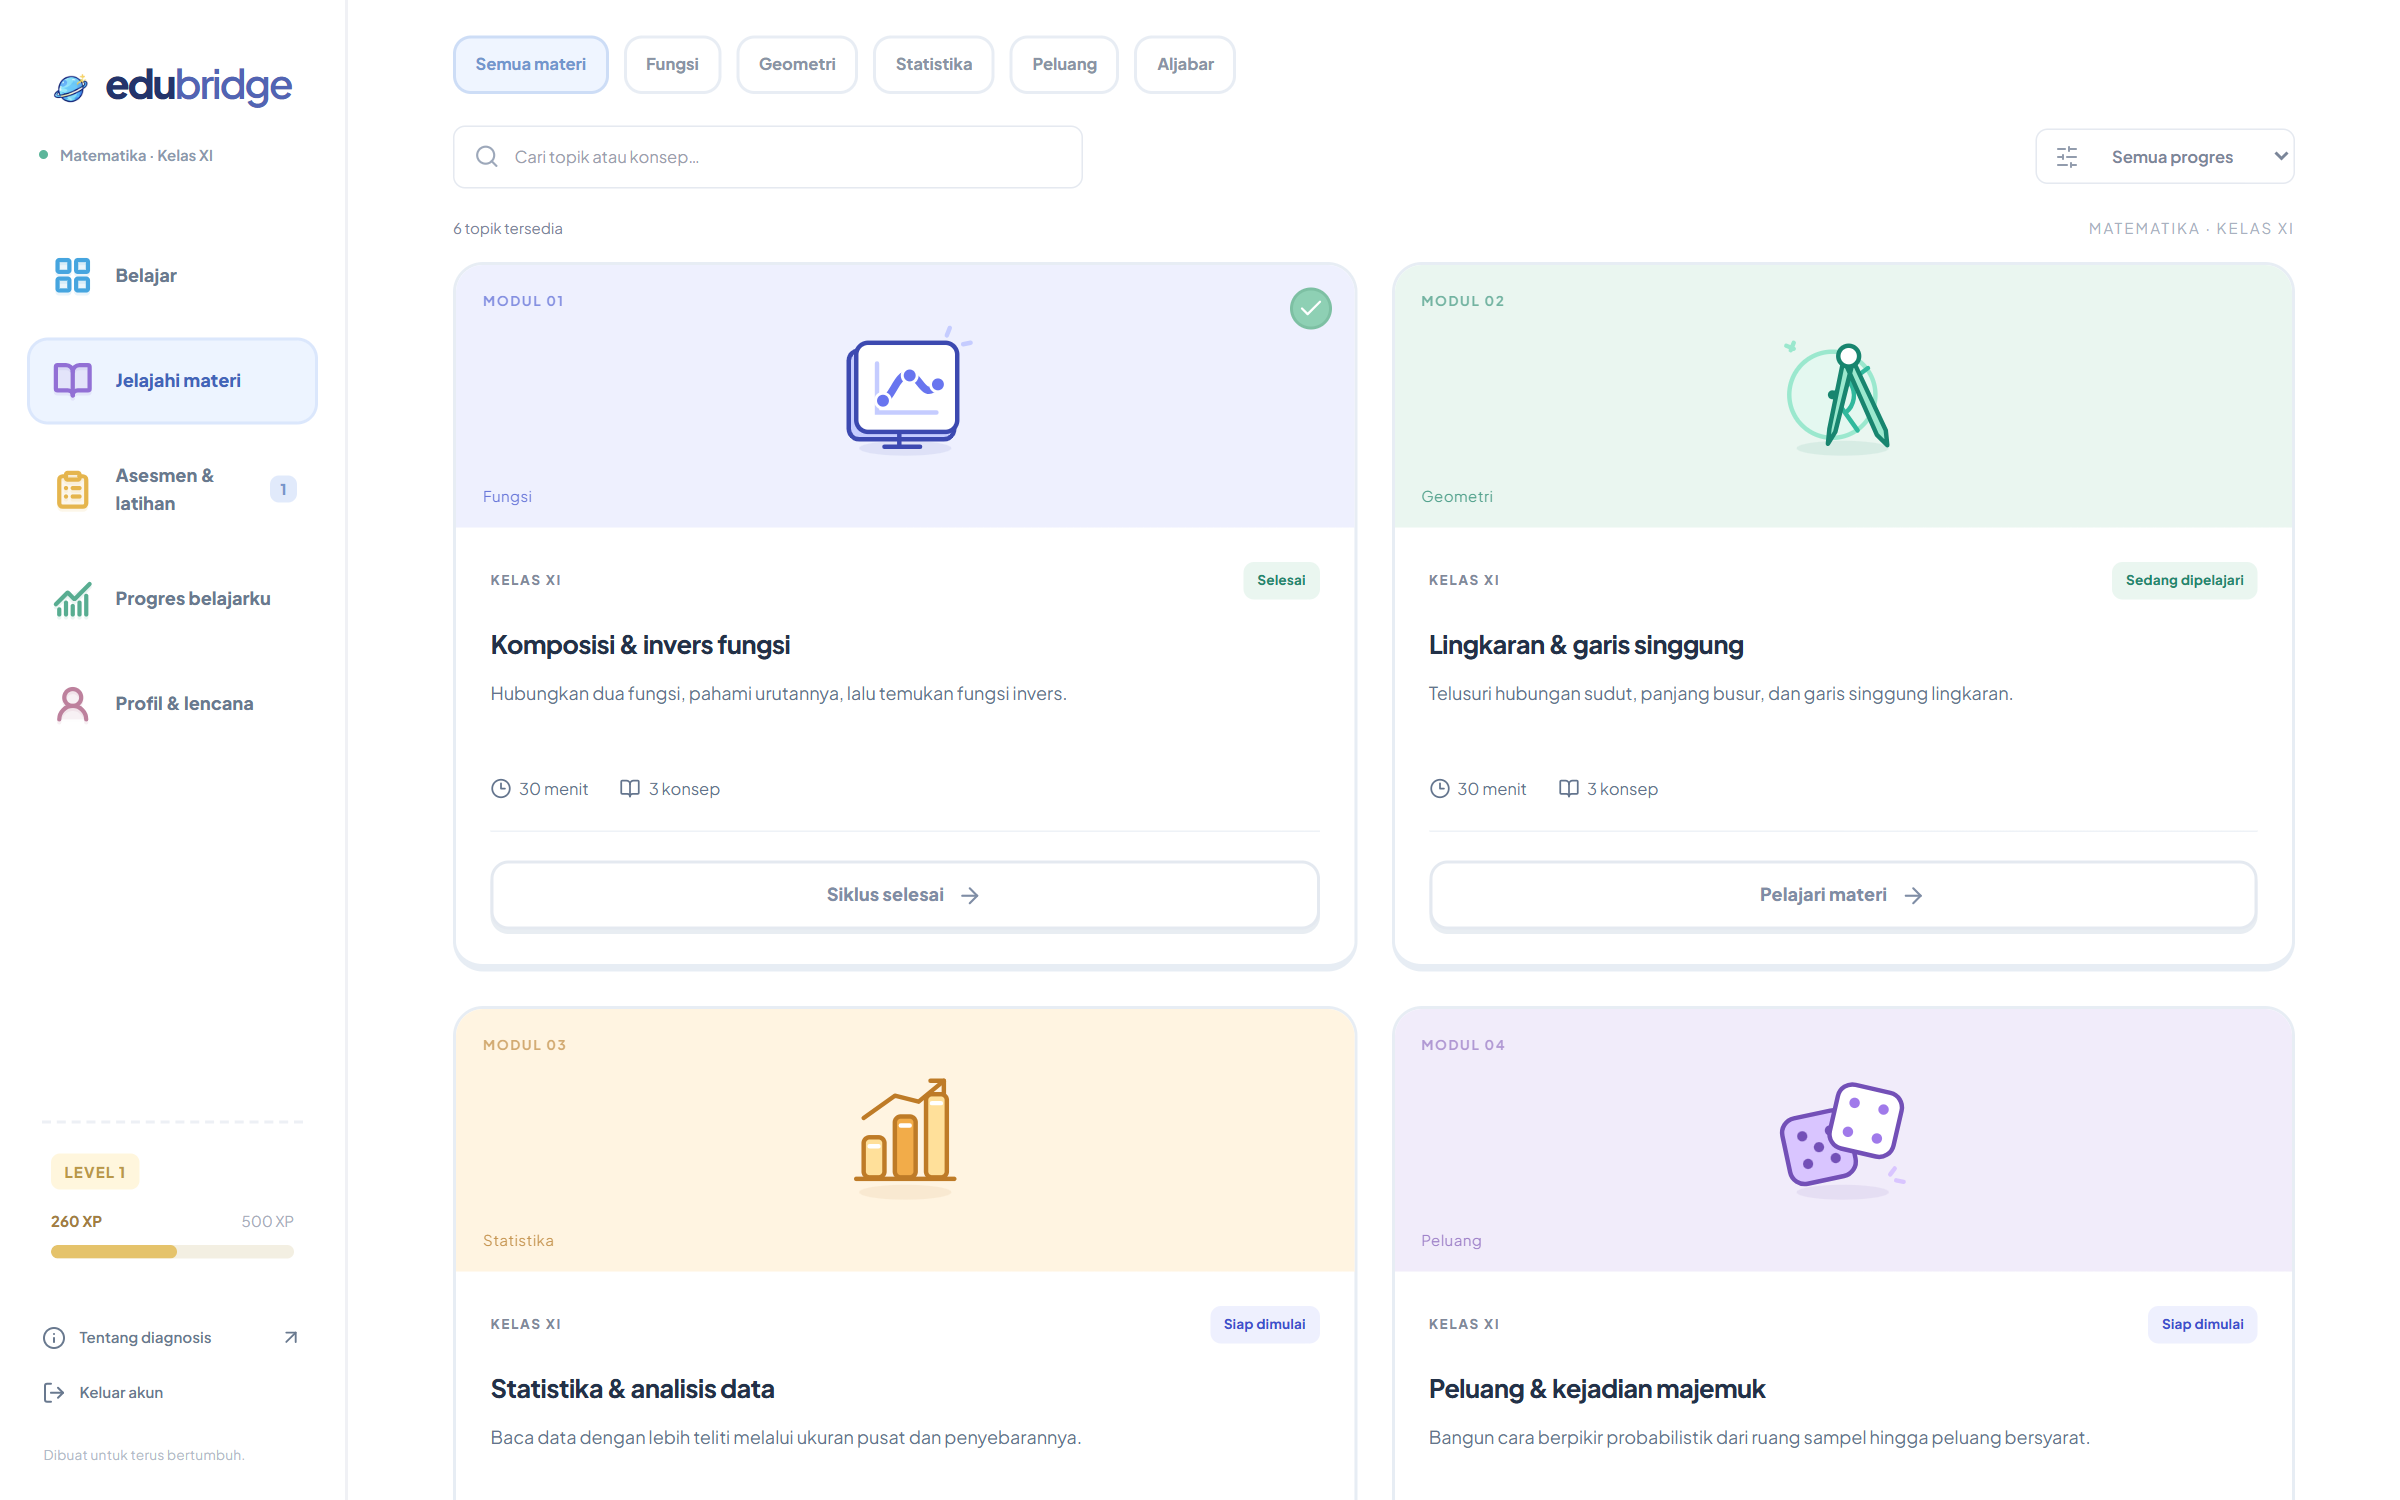 edubridge
Matematika · Kelas XI
Belajar
Jelajahi materi
Asesmen &
latihan
1
Progres belajarku
Profil & lencana
LEVEL 1
260 XP
500 XP
Tentang diagnosis
Keluar akun
Dibuat untuk terus bertumbuh.
Semua materi
Fungsi
Geometri
Statistika
Peluang
Aljabar
Cari topik atau konsep...
Semua progres
6 topik tersedia
MATEMATIKA · KELAS XI
MODUL 01
Fungsi
KELAS XI
Selesai
Komposisi & invers fungsi
Hubungkan dua fungsi, pahami urutannya, lalu temukan fungsi invers.
30 menit
3 konsep
Siklus selesai
MODUL 02
Geometri
KELAS XI
Sedang dipelajari
Lingkaran & garis singgung
Telusuri hubungan sudut, panjang busur, dan garis singgung lingkaran.
30 menit
3 konsep
Pelajari materi
MODUL 03
Statistika
KELAS XI
Siap dimulai
Statistika & analisis data
Baca data dengan lebih teliti melalui ukuran pusat dan penyebarannya.
MODUL 04
Peluang
KELAS XI
Siap dimulai
Peluang & kejadian majemuk
Bangun cara berpikir probabilistik dari ruang sampel hingga peluang bersyarat.